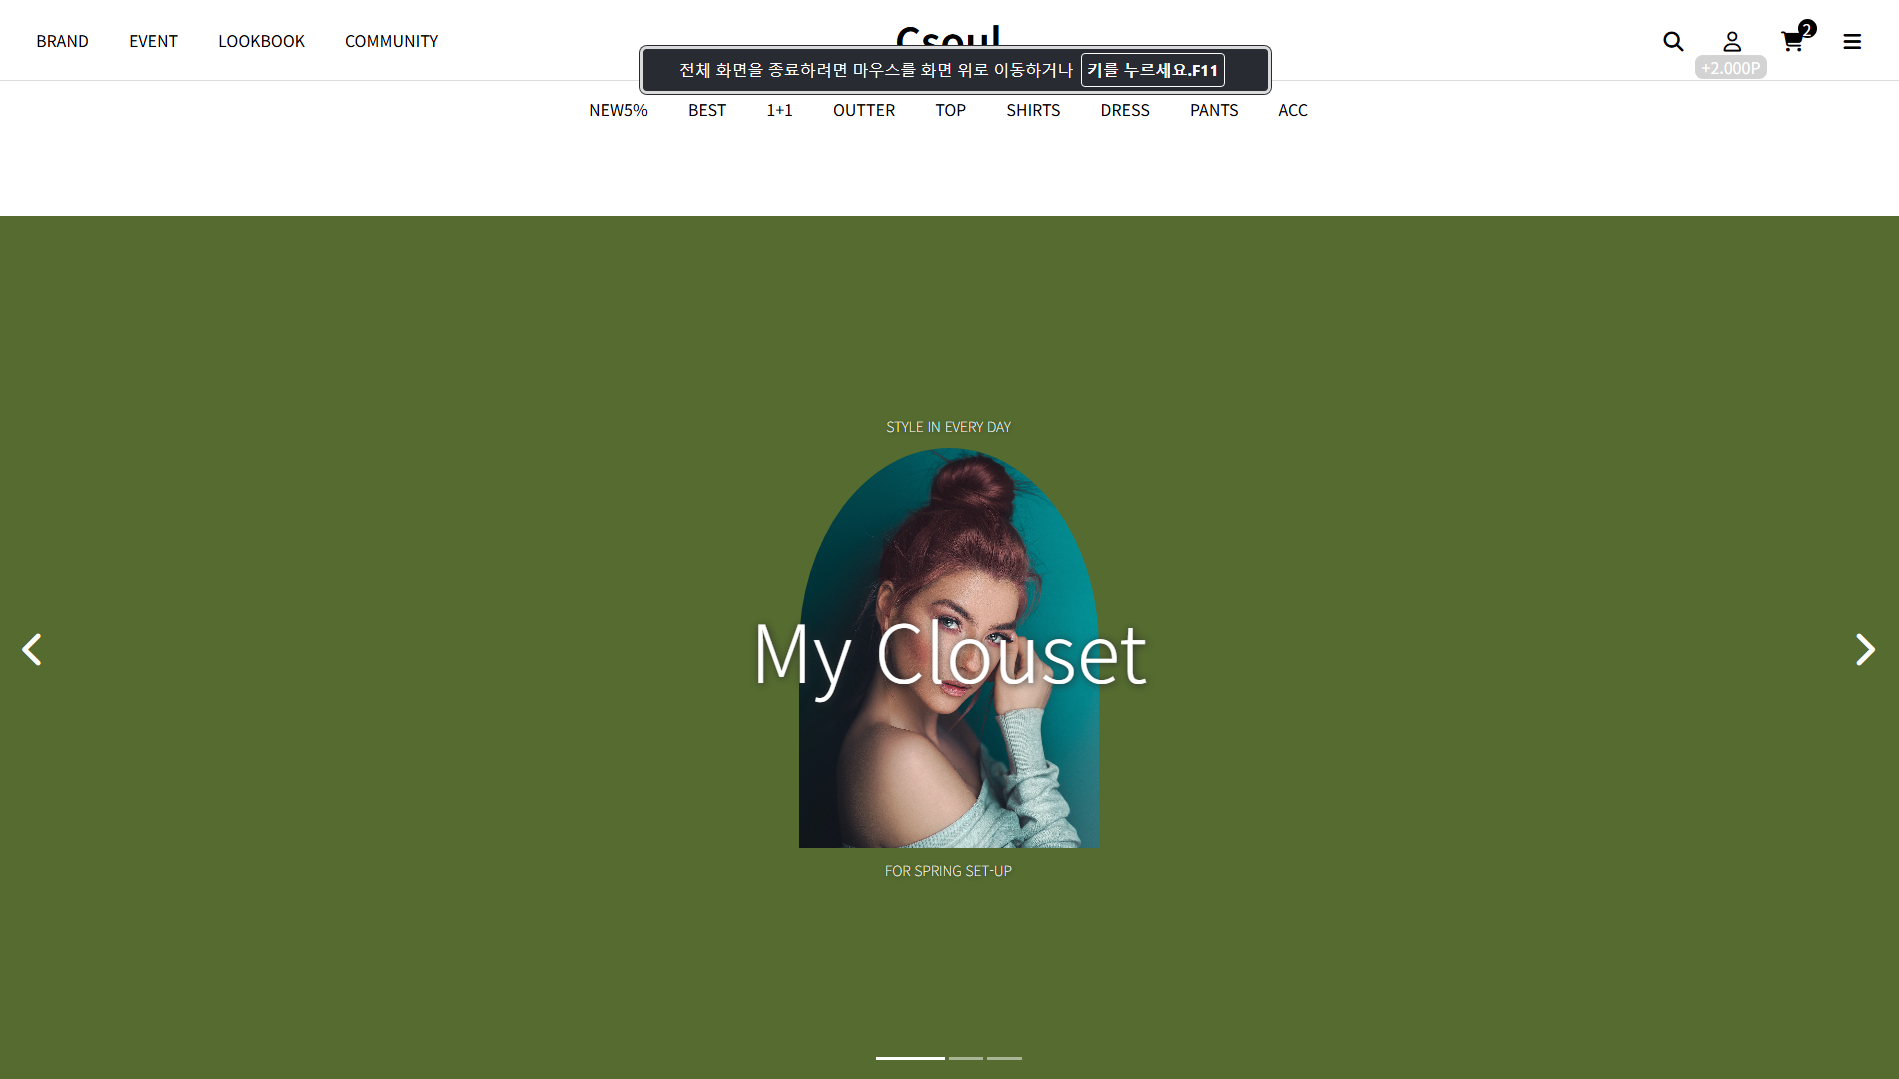 BRAND EVENT LOOKBOOK COMMUNITY
Csoul
2
+2.000P
전체 화면을 종료하려면 마우스를 화면 위로 이동하거나 키를 누르세요.F11
NEW5% BEST 1+1 OUTTER TOP SHIRTS DRESS PANTS ACC
STYLE IN EVERY DAY
My Clouset
FOR SPRING SET-UP